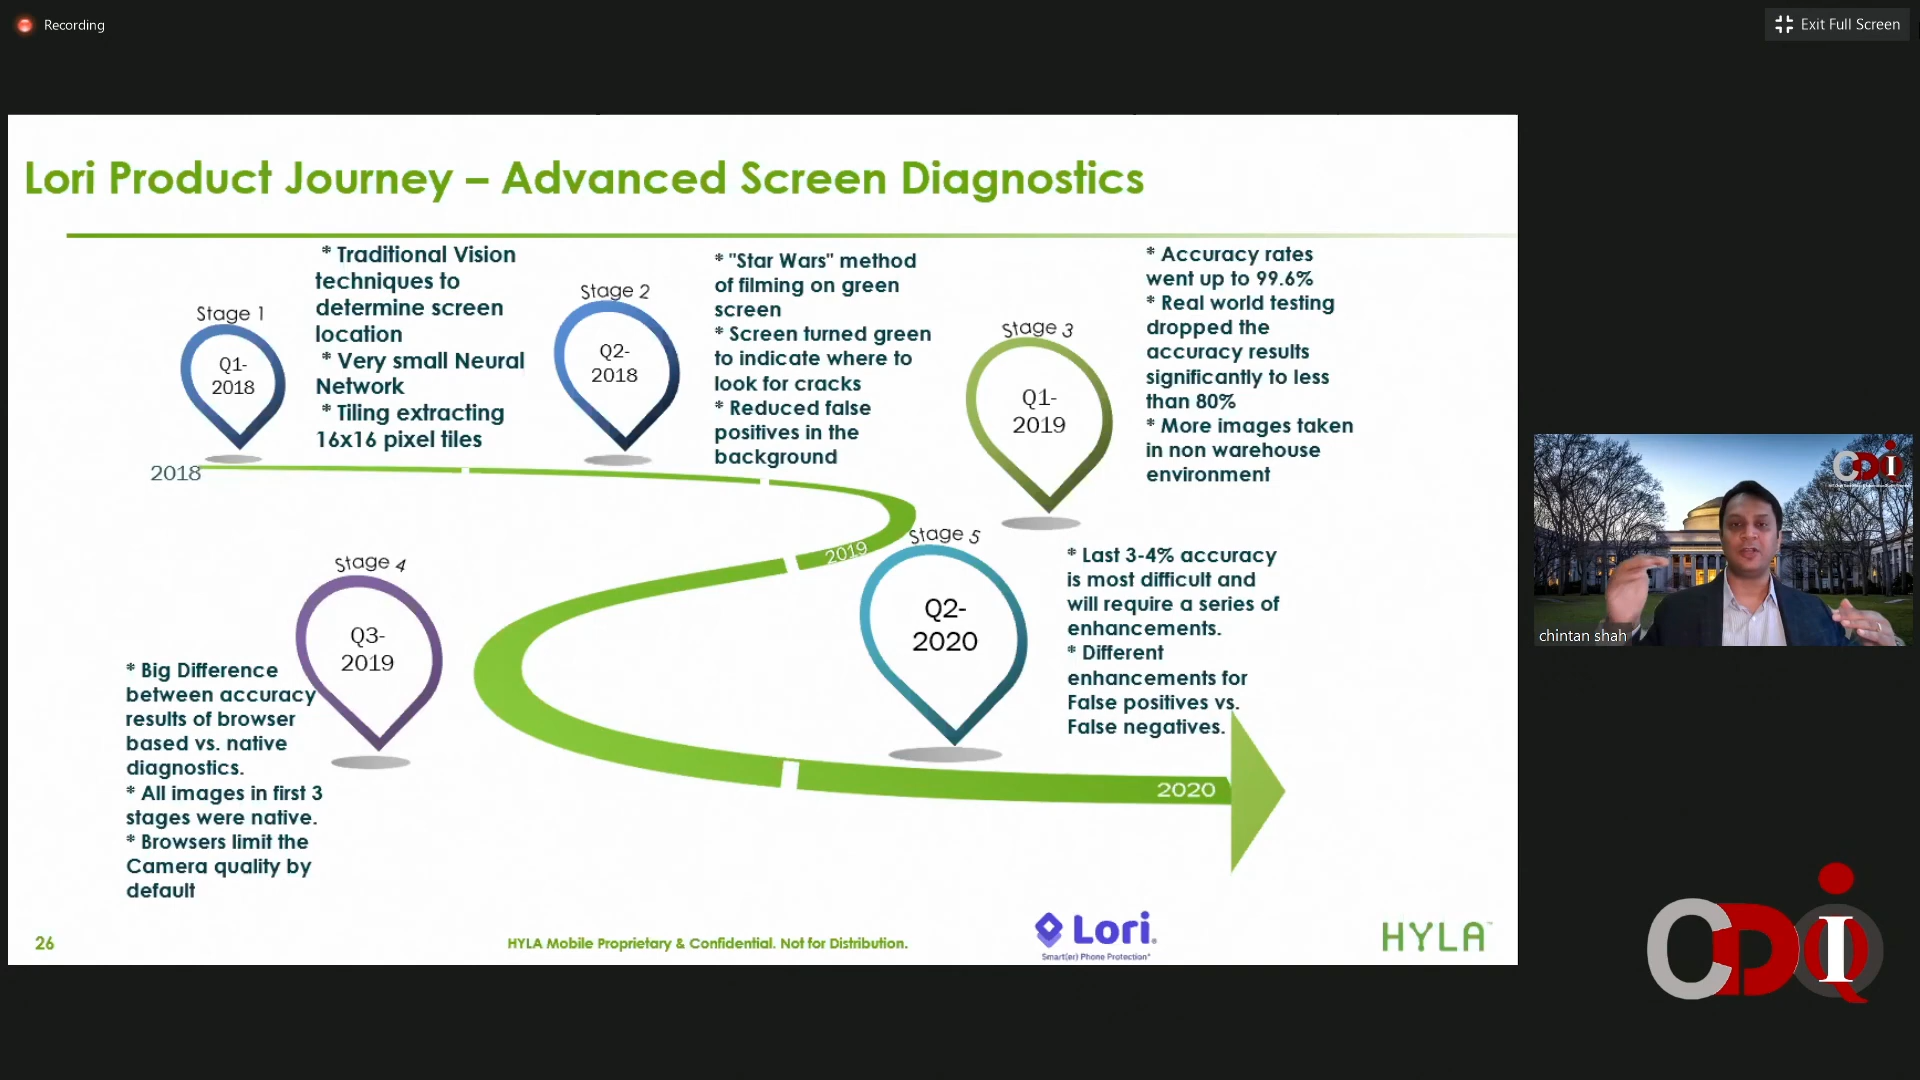 Recording
Exit Full Screen
Lori Product Journey – Advanced Screen Diagnostics
Stage 1
Q1-
2018
* Traditional Vision
techniques to
determine screen
location
* Very small Neural
Network
* Tiling extracting
16x16 pixel tiles
Stage 2
Q2-
2018
* "Star Wars" method
of filming on green
screen
* Screen turned green
to indicate where to
look for cracks
* Reduced false
positives in the
background
Stage 3
Q1-
2019
* Accuracy rates
went up to 99.6%
* Real world testing
dropped the
accuracy results
significantly to less
than 80%
* More images taken
in non warehouse
environment
2018
2019
Stage 4
Q3-
2019
* Big Difference
between accuracy
results of browser
based vs. native
diagnostics.
* All images in first 3
stages were native.
* Browsers limit the
Camera quality by
default
Stage 5
Q2-
2020
* Last 3-4% accuracy
is most difficult and
will require a series of
enhancements.
* Different
enhancements for
False positives vs.
False negatives.
2020
26
HYLA Mobile Proprietary & Confidential. Not for Distribution.
Lori.
Smart(er) Phone Protection*
HYLA™
CDQI
chintan shah
CDQI